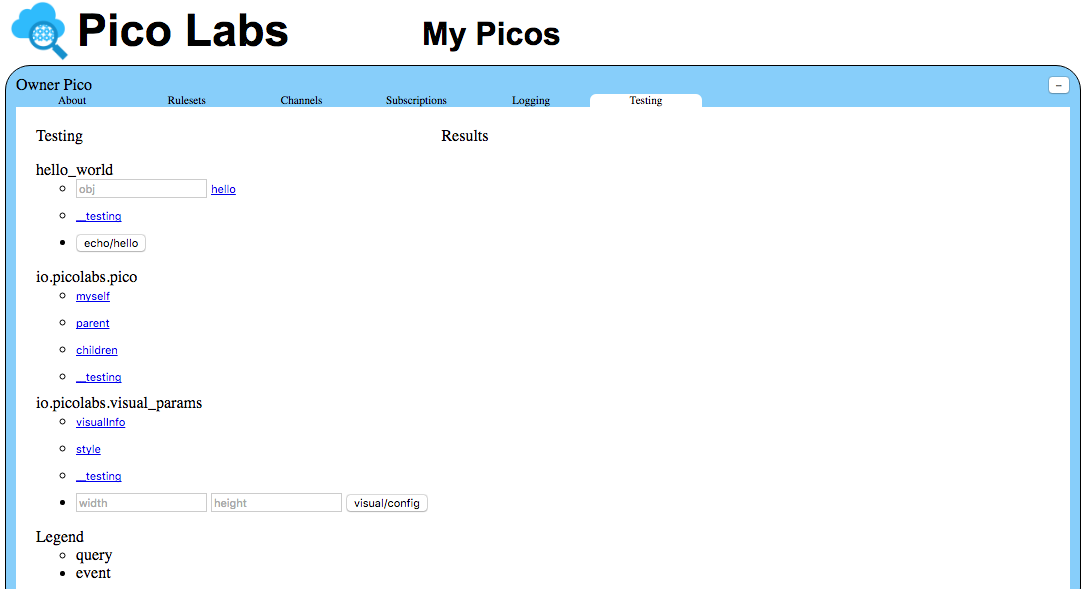 Pico Labs My Picos
Owner Pico –
About Rulesets Channels Subscriptions Logging Testing
Testing Results
hello_world
obj hello
__testing
echo/hello
io.picolabs.pico
myself
parent
children
__testing
io.picolabs.visual_params
visualInfo
style
__testing
width height visual/config
Legend
query
event